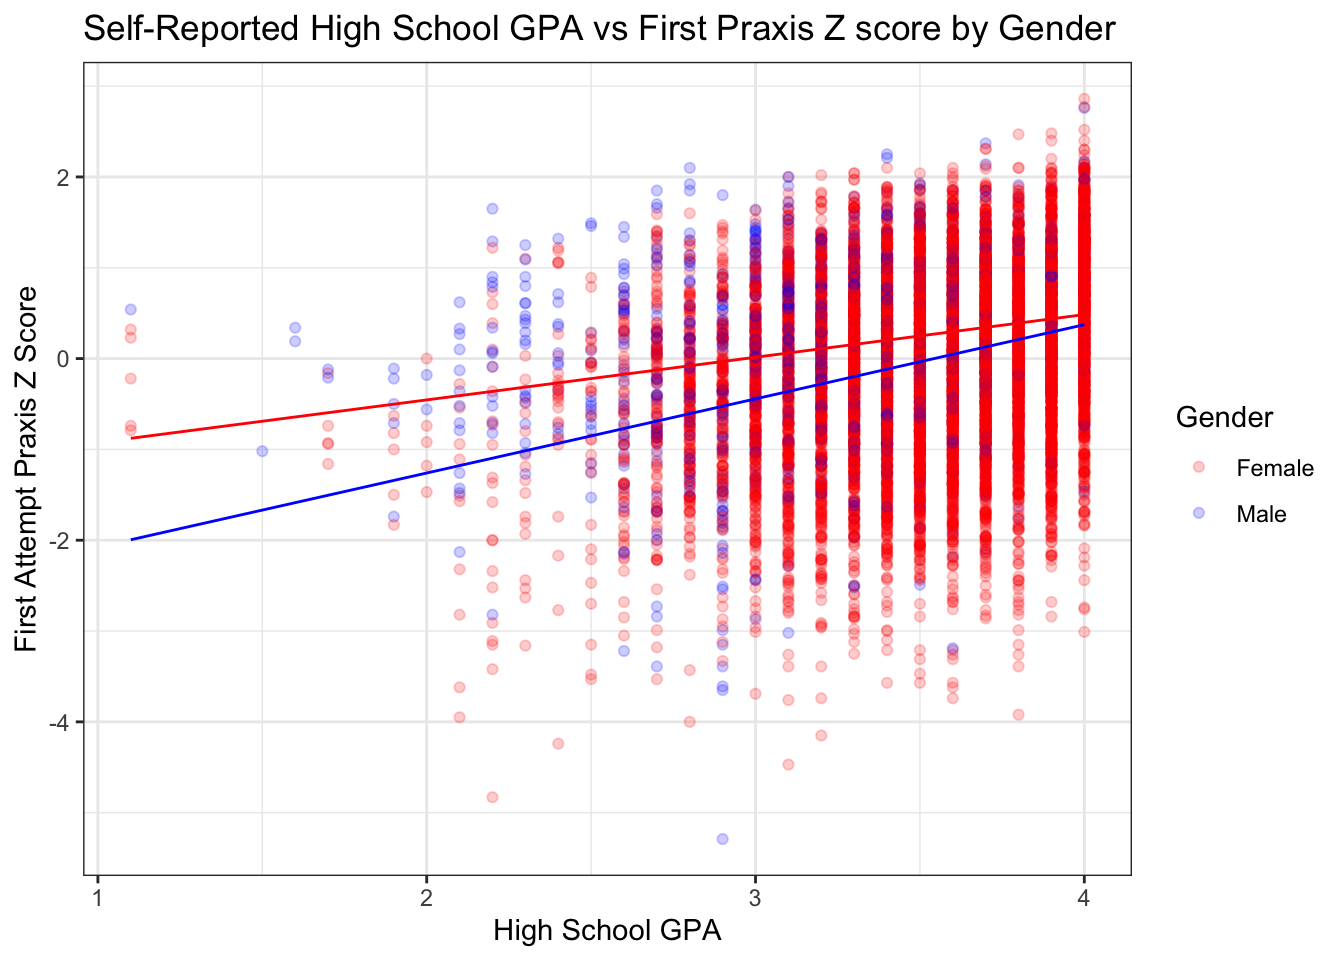 Self-Reported High School GPA vs First Praxis Z score by Gender
First Attempt Praxis Z Score
2
0
-2
-4
1
2
3
4
High School GPA
Gender
Female
Male